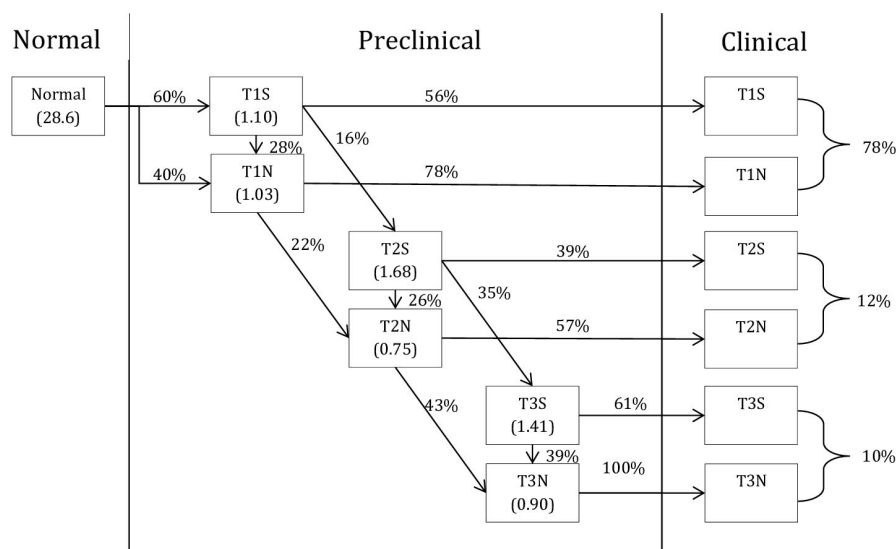 Normal
Preclinical
Clinical
Normal
(28.6)
60%
T1S
(1.10)
56%
T1S
28%
16%
78%
40%
T1N
(1.03)
78%
T1N
22%
T2S
(1.68)
39%
T2S
26%
35%
12%
T2N
(0.75)
57%
T2N
43%
T3S
(1.41)
61%
T3S
39%
10%
T3N
(0.90)
100%
T3N